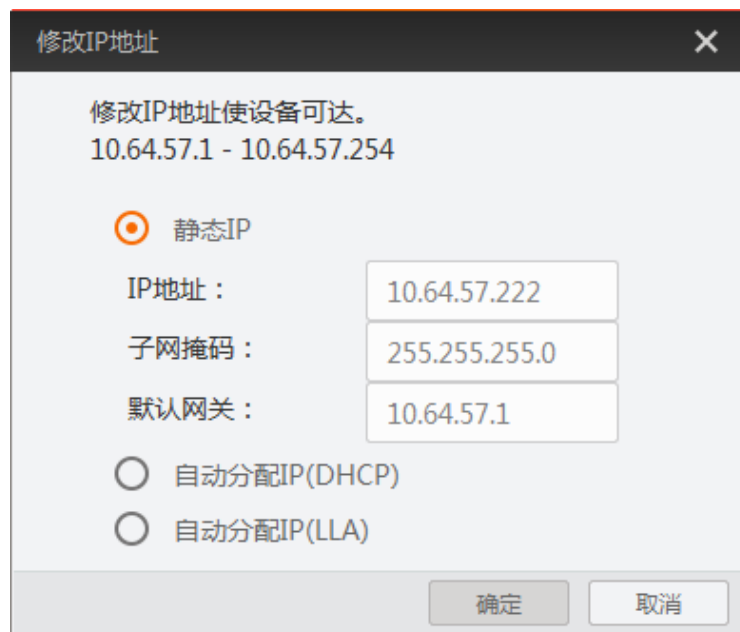 修改IP地址
修改IP地址使设备可达。
10.64.57.1 - 10.64.57.254
静态IP
IP地址： 10.64.57.222
子网掩码： 255.255.255.0
默认网关： 10.64.57.1
自动分配IP(DHCP)
自动分配IP(LLA)
确定 取消